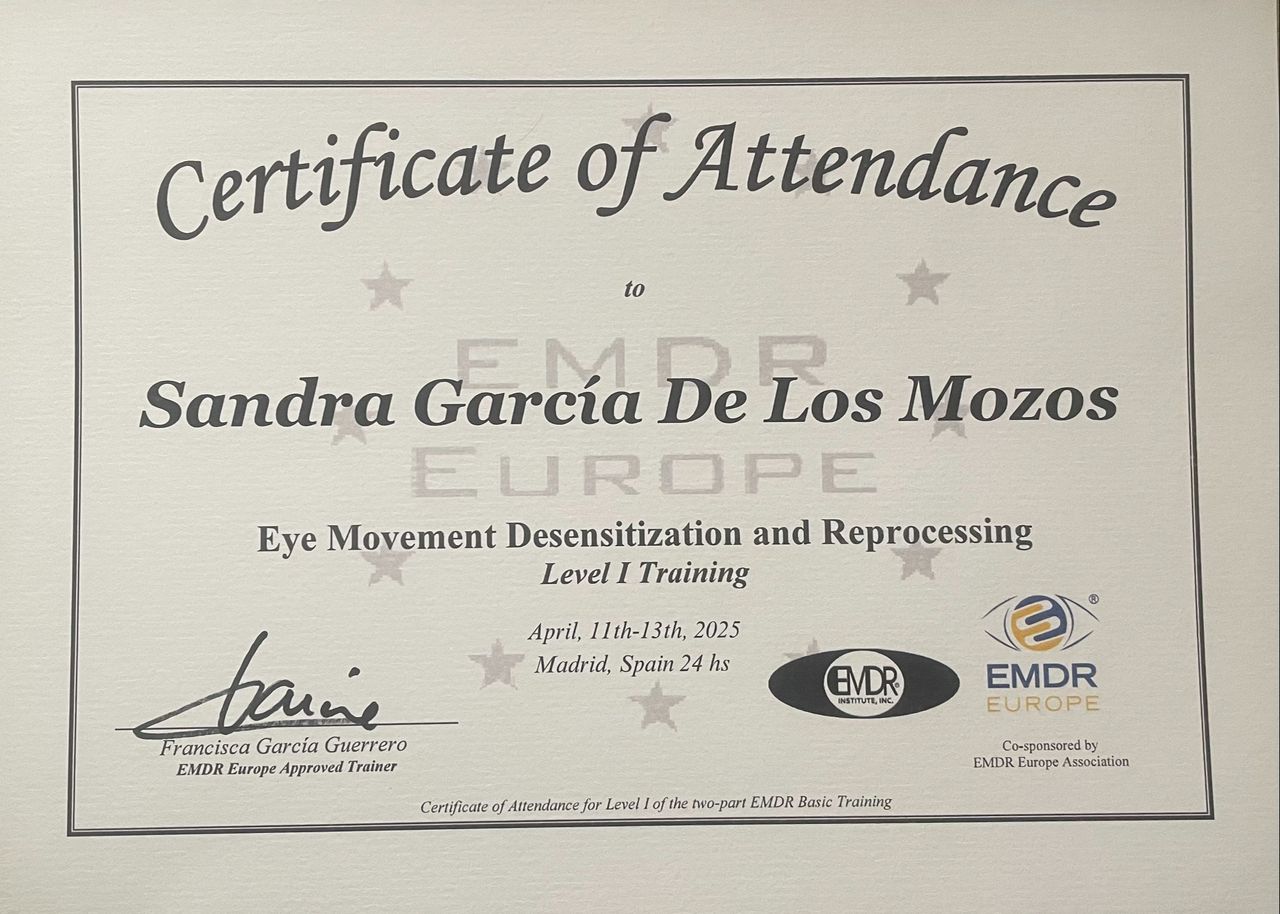 Certificate of Attendance
to
EMDR
Sandra García De Los Mozos
EUROPE
Eye Movement Desensitization and Reprocessing
Level I Training
April, 11th-13th, 2025
Madrid, Spain 24 hs
Francisca García Guerrero
EMDR Europe Approved Trainer
EMDR®
INSTITUTE, INC.
®
EMDR
EUROPE
Co-sponsored by
EMDR Europe Association
Certificate of Attendance for Level I of the two-part EMDR Basic Training